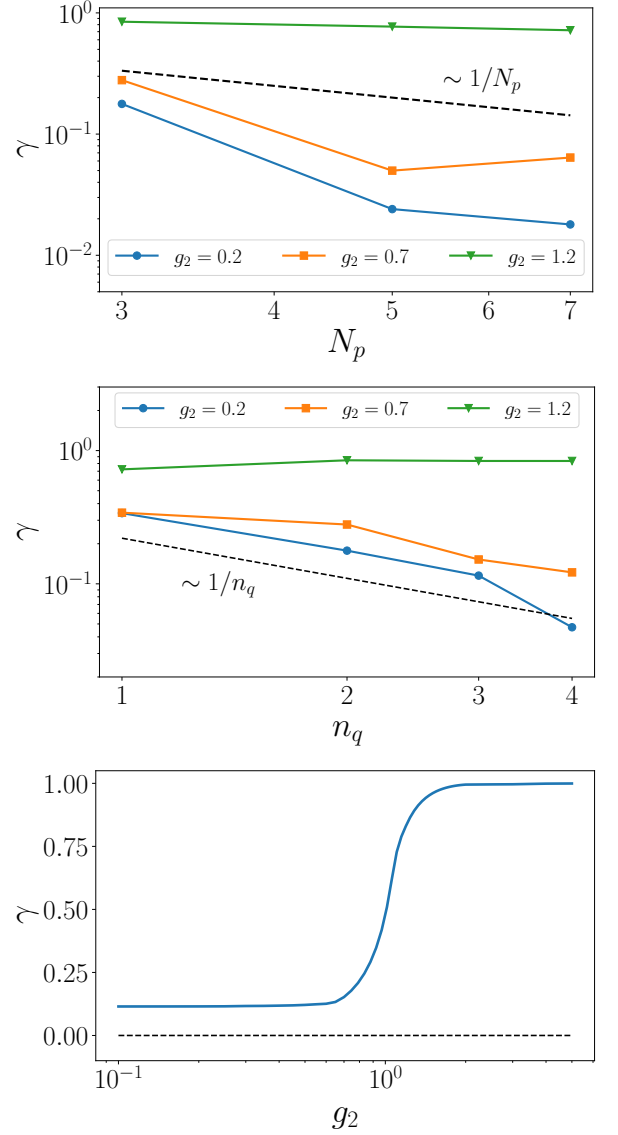 10^0
10^{-1}
10^{-2}
γ
∼ 1/N_p
g_2 = 0.2 g_2 = 0.7 g_2 = 1.2
3 4 5 6 7
N_p
g_2 = 0.2 g_2 = 0.7 g_2 = 1.2
10^0
10^{-1}
γ
∼ 1/n_q
1 2 3 4
n_q
1.00
0.75
0.50
0.25
0.00
γ
10^{-1} 10^0
g_2